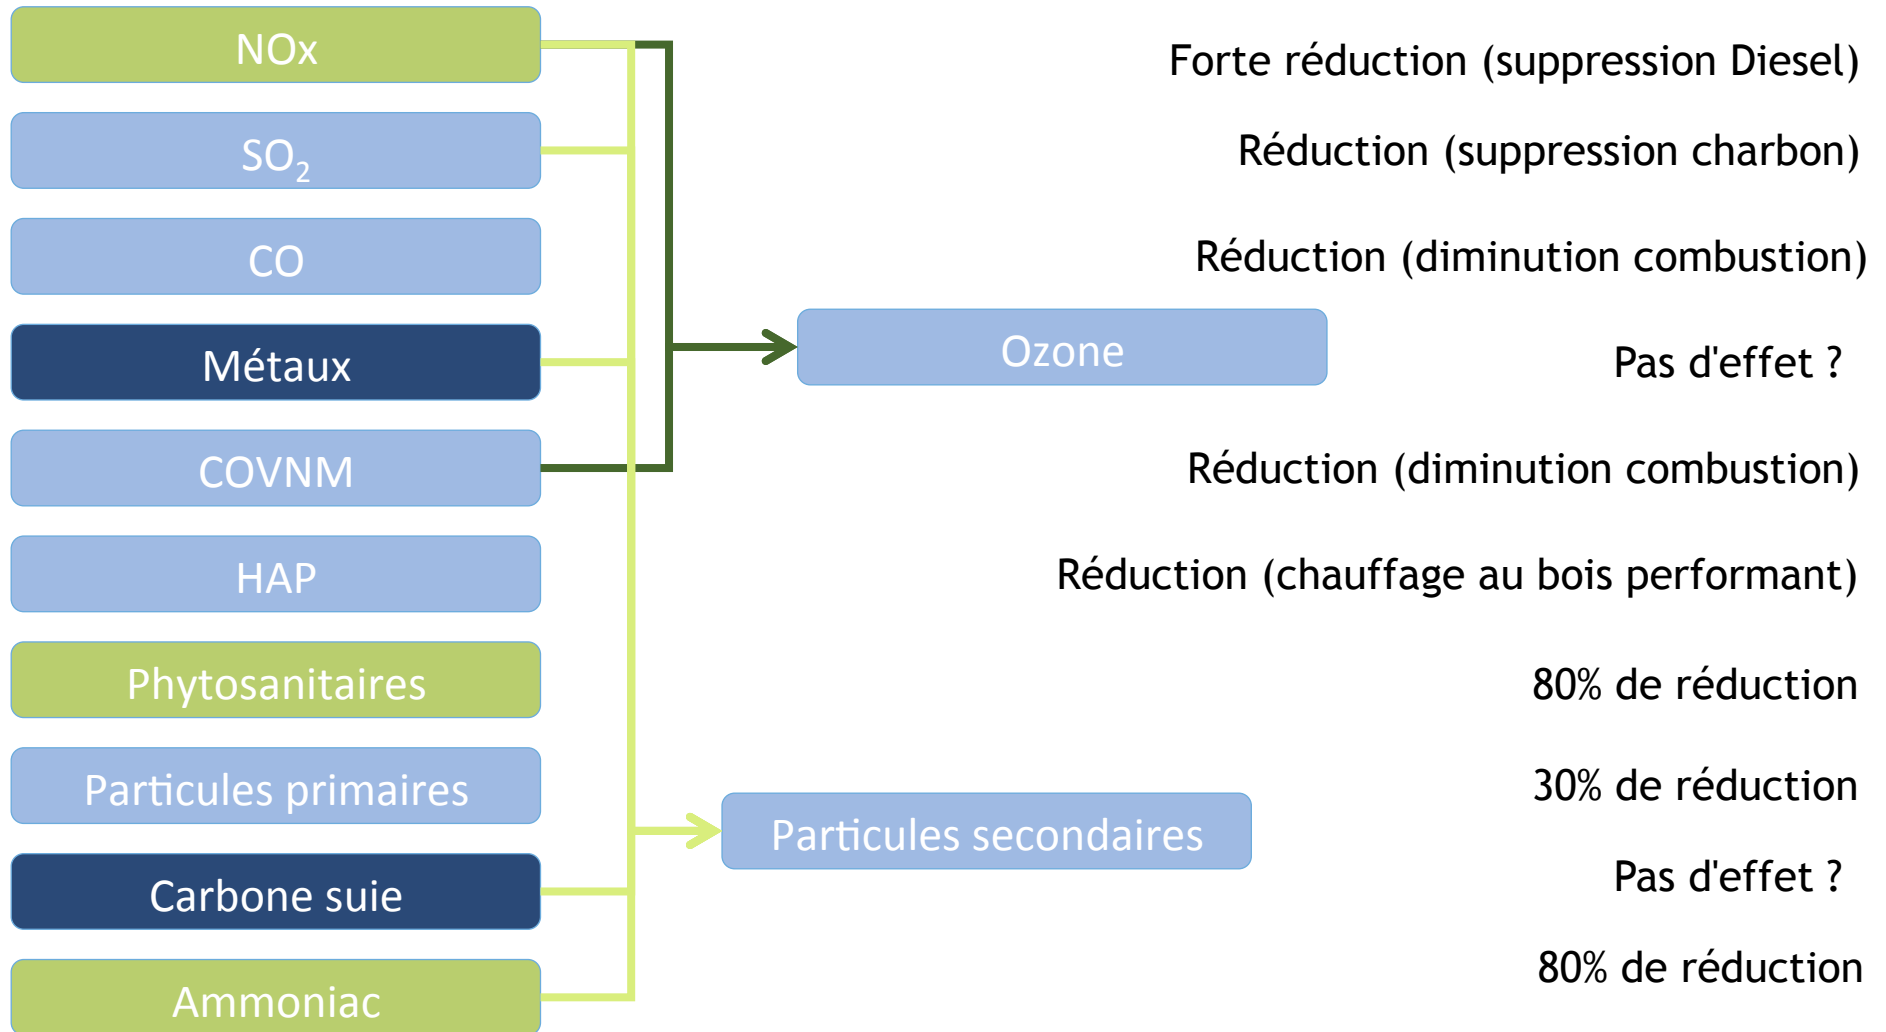 NOx
Forte réduction (suppression Diesel)
SO₂
Réduction (suppression charbon)
CO
Réduction (diminution combustion)
Métaux
Ozone
Pas d'effet ?
COVNM
Réduction (diminution combustion)
HAP
Réduction (chauffage au bois performant)
Phytosanitaires
80% de réduction
Particules primaires
30% de réduction
Particules secondaires
Carbone suie
Pas d'effet ?
Ammoniac
80% de réduction